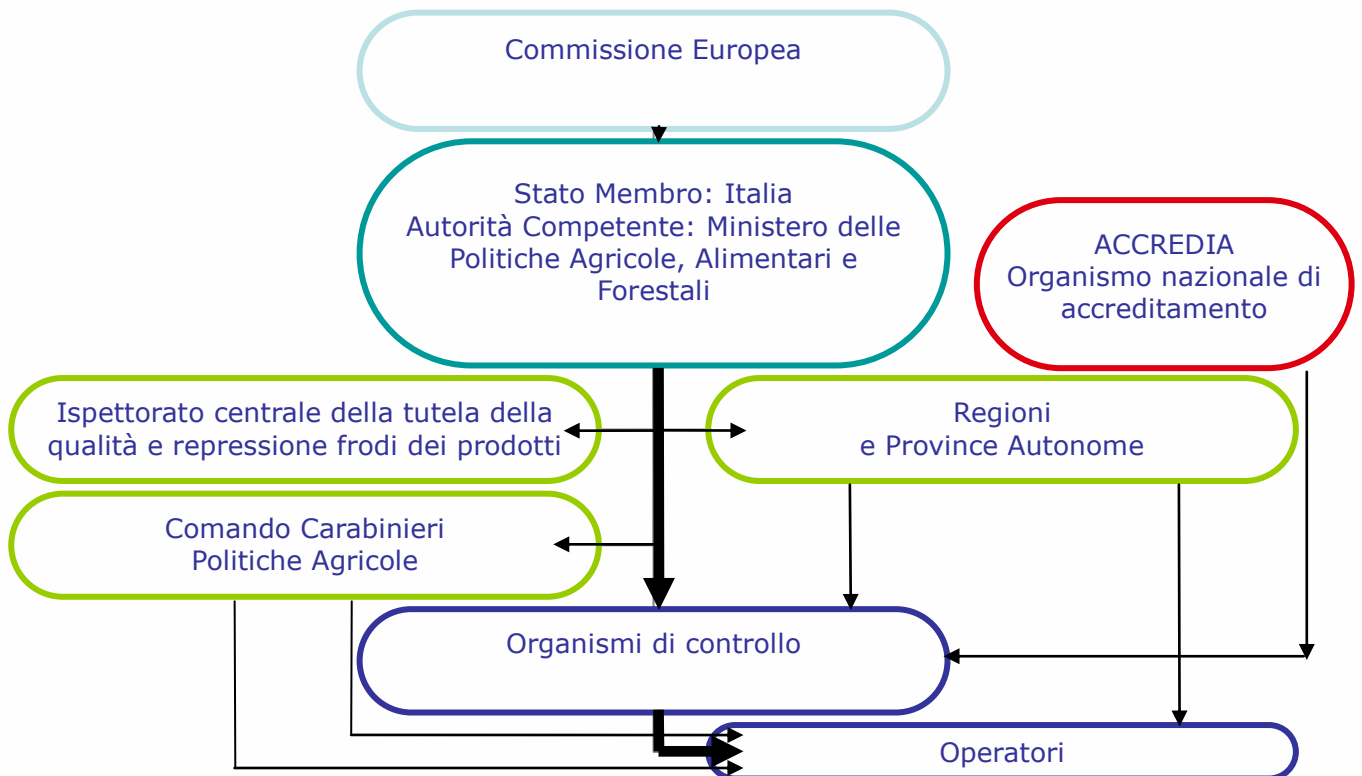 Commissione Europea
Stato Membro: Italia
Autorità Competente: Ministero delle
Politiche Agricole, Alimentari e
Forestali
ACCREDIA
Organismo nazionale di
accreditamento
Ispettorato centrale della tutela della
qualità e repressione frodi dei prodotti
Regioni
e Province Autonome
Comando Carabinieri
Politiche Agricole
Organismi di controllo
Operatori